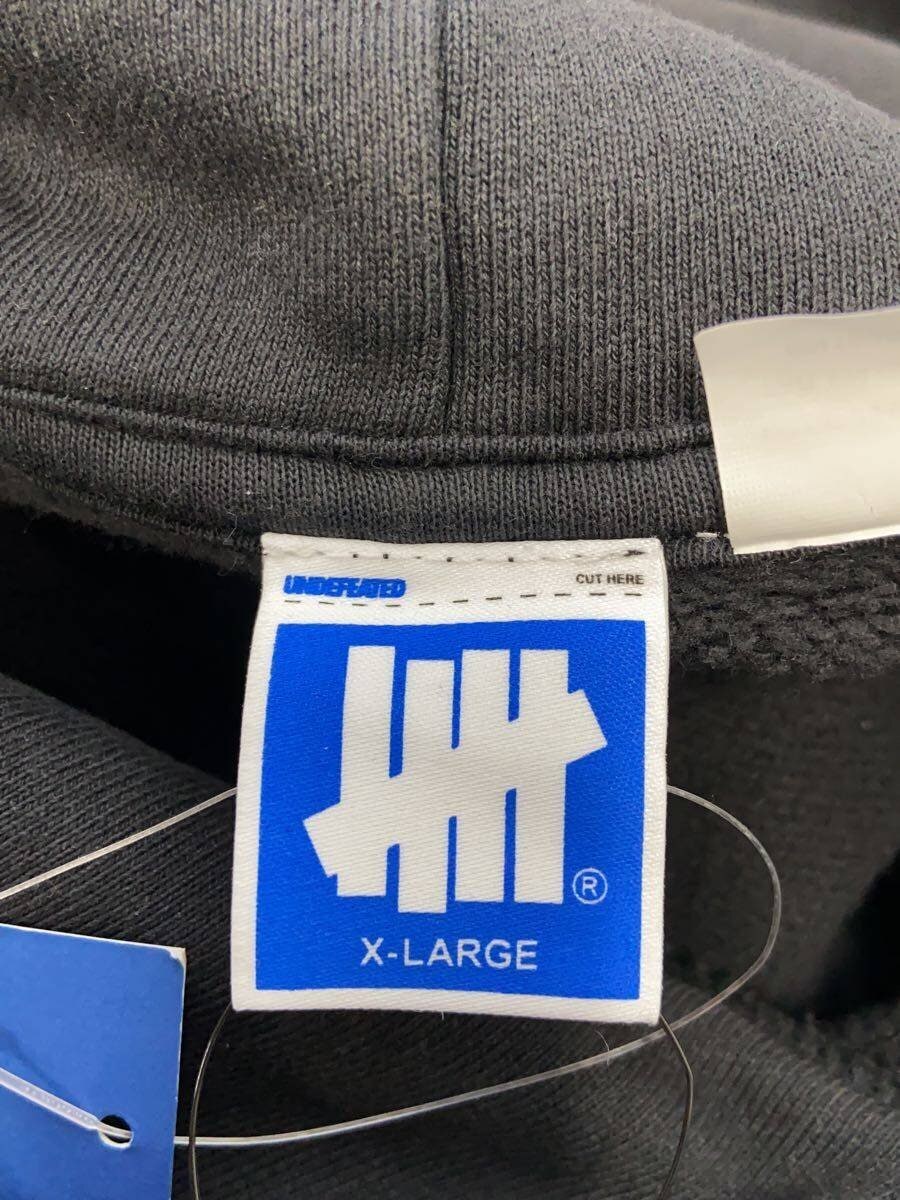 UNDEFEATED
CUT HERE
®
X-LARGE